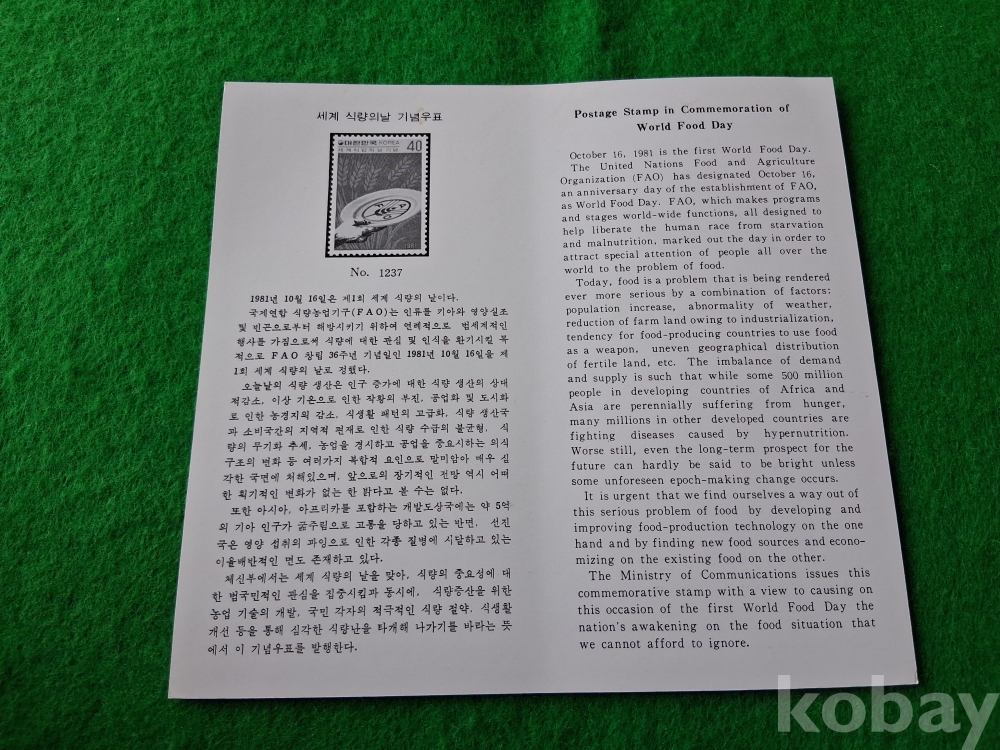 세계 식량의날 기념우표
대한민국 KOREA 40
세계식량의날기념
1981
No. 1237
1981년 10월 16일은 제1회 세계 식량의 날이다.
국제연합 식량농업기구(FAO)는 인류를 기아와 영양실조
및 빈곤으로부터 해방시키기 위하여 연례적으로 범세계적인
행사를 가짐으로써 식량에 대한 관심 및 인식을 환기시킬 목
적으로 FAO 창립 36주년 기념일인 1981년 10월 16일을 제
1회 세계 식량의 날로 정했다.
오늘날의 식량 생산은 인구 증가에 대한 식량 생산의 상대
적감소, 이상 기온으로 인한 작황의 부진, 공업화 및 도시화
로 인한 농경지의 감소, 식생활 패턴의 고급화, 식량 생산국
과 소비국간의 지역적 편재로 인한 식량 수급의 불균형, 식
량의 무기화 추세, 농업을 경시하고 공업을 중요시하는 의식
구조의 변화 등 여러가지 복합적 요인으로 말미암아 매우 심
각한 국면에 처해있으며, 앞으로의 장기적인 전망 역시 어떠
한 획기적인 변화가 없는 한 밝다고 볼 수는 없다.
또한 아시아, 아프리카를 포함하는 개발도상국에는 약 5억
의 기아 인구가 굶주림으로 고통을 당하고 있는 반면, 선진
국은 영양 섭취의 과잉으로 인한 각종 질병에 시달하고 있는
이율배반적인 면도 존재하고 있다.
체신부에서는 세계 식량의 날을 맞아, 식량의 중요성에 대
한 범국민적인 관심을 집중시킴과 동시에, 식량증산을 위한
농업 기술의 개발, 국민 각자의 적극적인 식량 절약, 식생활
개선 등을 통해 심각한 식량난을 타개해 나가기를 바라는 뜻
에서 이 기념우표를 발행한다.
Postage Stamp in Commemoration of
World Food Day
October 16, 1981 is the first World Food Day.
The United Nations Food and Agriculture
Organization (FAO) has designated October 16,
an anniversary day of the establishment of FAO,
as World Food Day. FAO, which makes programs
and stages world-wide functions, all designed to
help liberate the human race from starvation
and malnutrition, marked out the day in order to
attract special attention of people all over the
world to the problem of food.
Today, food is a problem that is being rendered
ever more serious by a combination of factors:
population increase, abnormality of weather,
reduction of farm land owing to industrialization,
tendency for food-producing countries to use food
as a weapon, uneven geographical distribution
of fertile land, etc. The imbalance of demand
and supply is such that while some 500 million
people in developing countries of Africa and
Asia are perennially suffering from hunger,
many millions in other developed countries are
fighting diseases caused by hypernutrition.
Worse still, even the long-term prospect for the
future can hardly be said to be bright unless
some unforeseen epoch-making change occurs.
It is urgent that we find ourselves a way out of
this serious problem of food by developing and
improving food-production technology on the one
hand and by finding new food sources and econo-
mizing on the existing food on the other.
The Ministry of Communications issues this
commemorative stamp with a view to causing on
this occasion of the first World Food Day the
nation's awakening on the food situation that
we cannot afford to ignore.
kobay